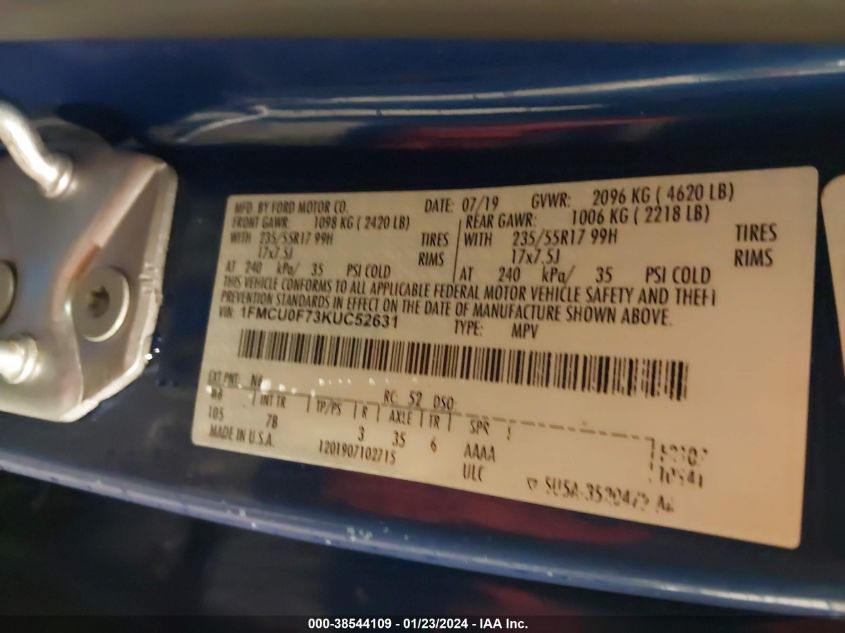 MFD. BY FORD MOTOR CO. DATE: 07/19 GVWR: 2096 KG ( 4620 LB)
FRONT GAWR: 1098 KG ( 2420 LB) REAR GAWR: 1006 KG ( 2218 LB)
WITH 235/55R17 99H TIRES WITH 235/55R17 99H TIRES
17x7.5J RIMS 17x7.5J RIMS
AT 240 kPa/ 35 PSI COLD AT 240 kPa/ 35 PSI COLD
THIS VEHICLE CONFORMS TO ALL APPLICABLE FEDERAL MOTOR VEHICLE SAFETY AND THEFT
PREVENTION STANDARDS IN EFFECT ON THE DATE OF MANUFACTURE SHOWN ABOVE.
VIN: 1FMCU0F73KUC52631 TYPE: MPV
EXT PNT: N6 RC: 52 DSO:
INT TR TP/PS R AXLE TR SPR
105 7B 3 35 6 AAAA
MADE IN U.S.A. 1201907102715 ULC
000-38544109 - 01/23/2024 - IAA Inc.